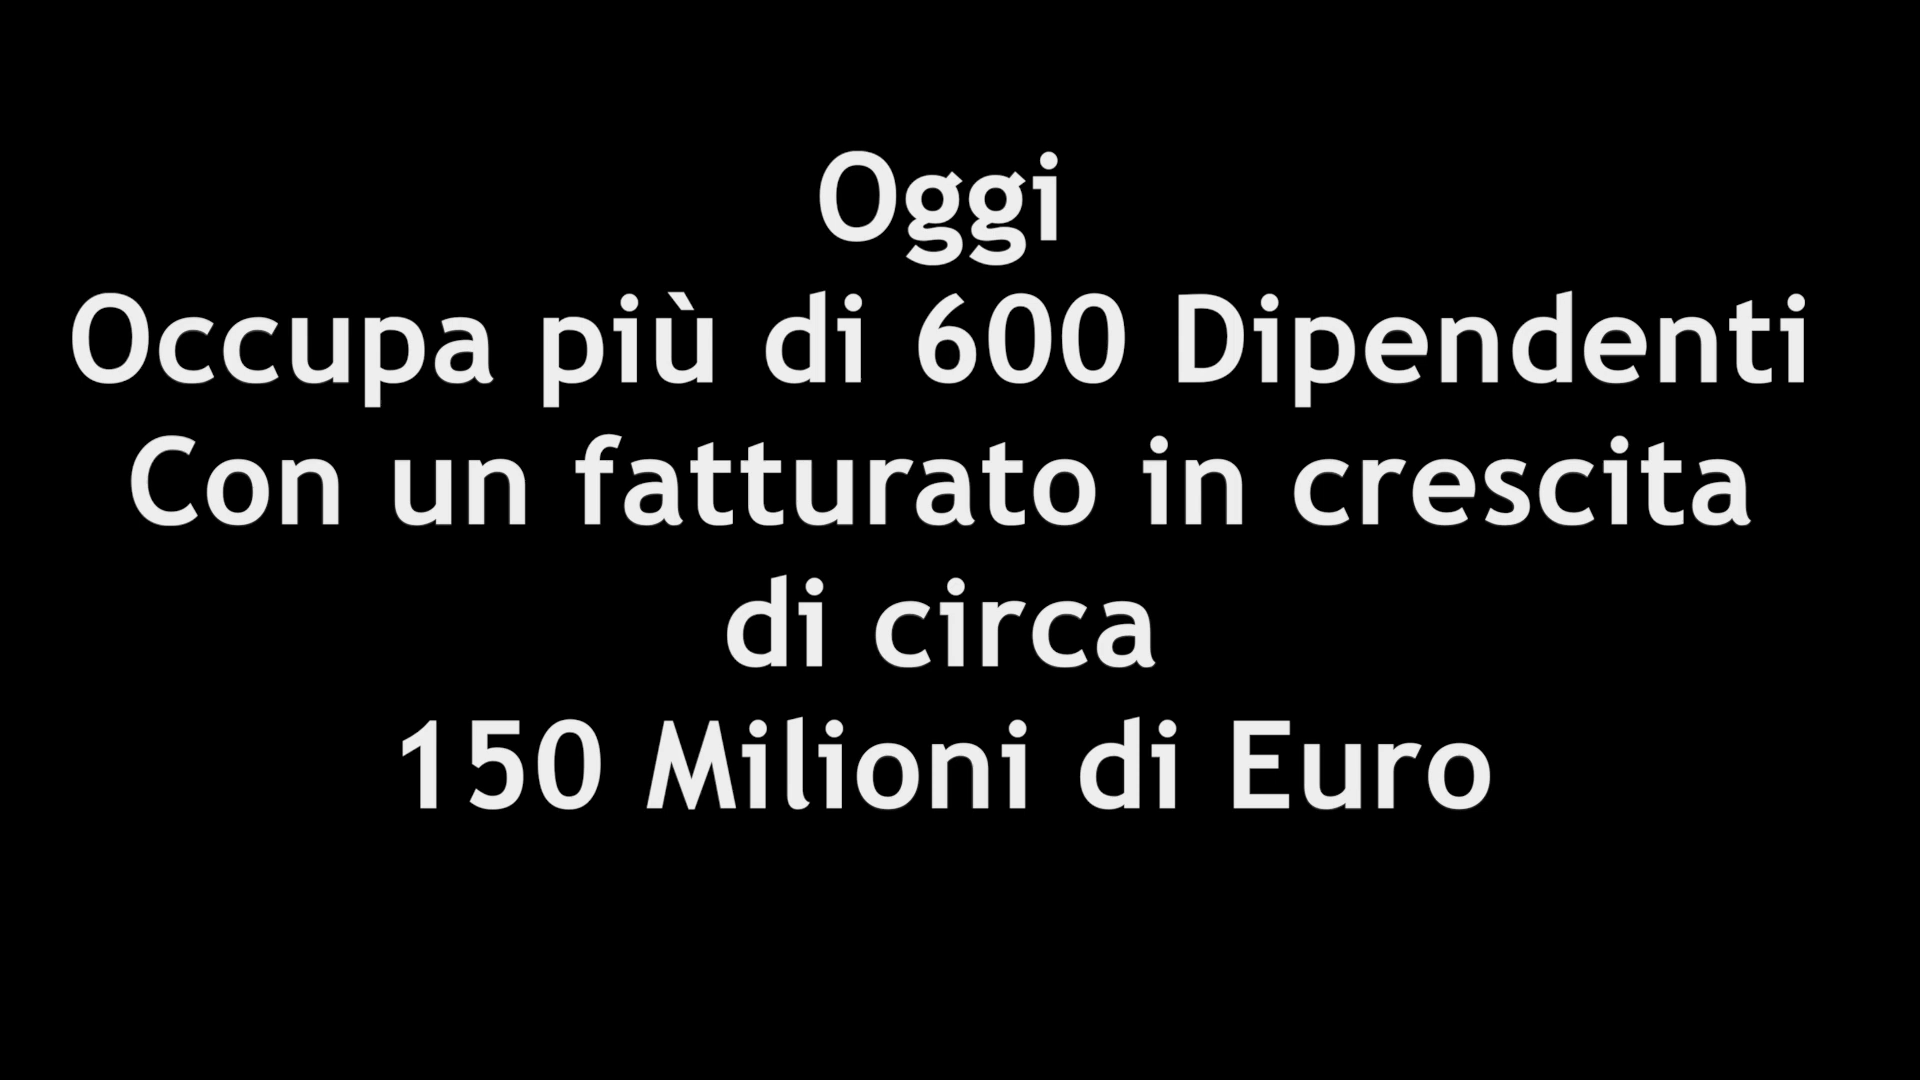 Oggi
Occupa più di 600 Dipendenti
Con un fatturato in crescita
di circa
150 Milioni di Euro